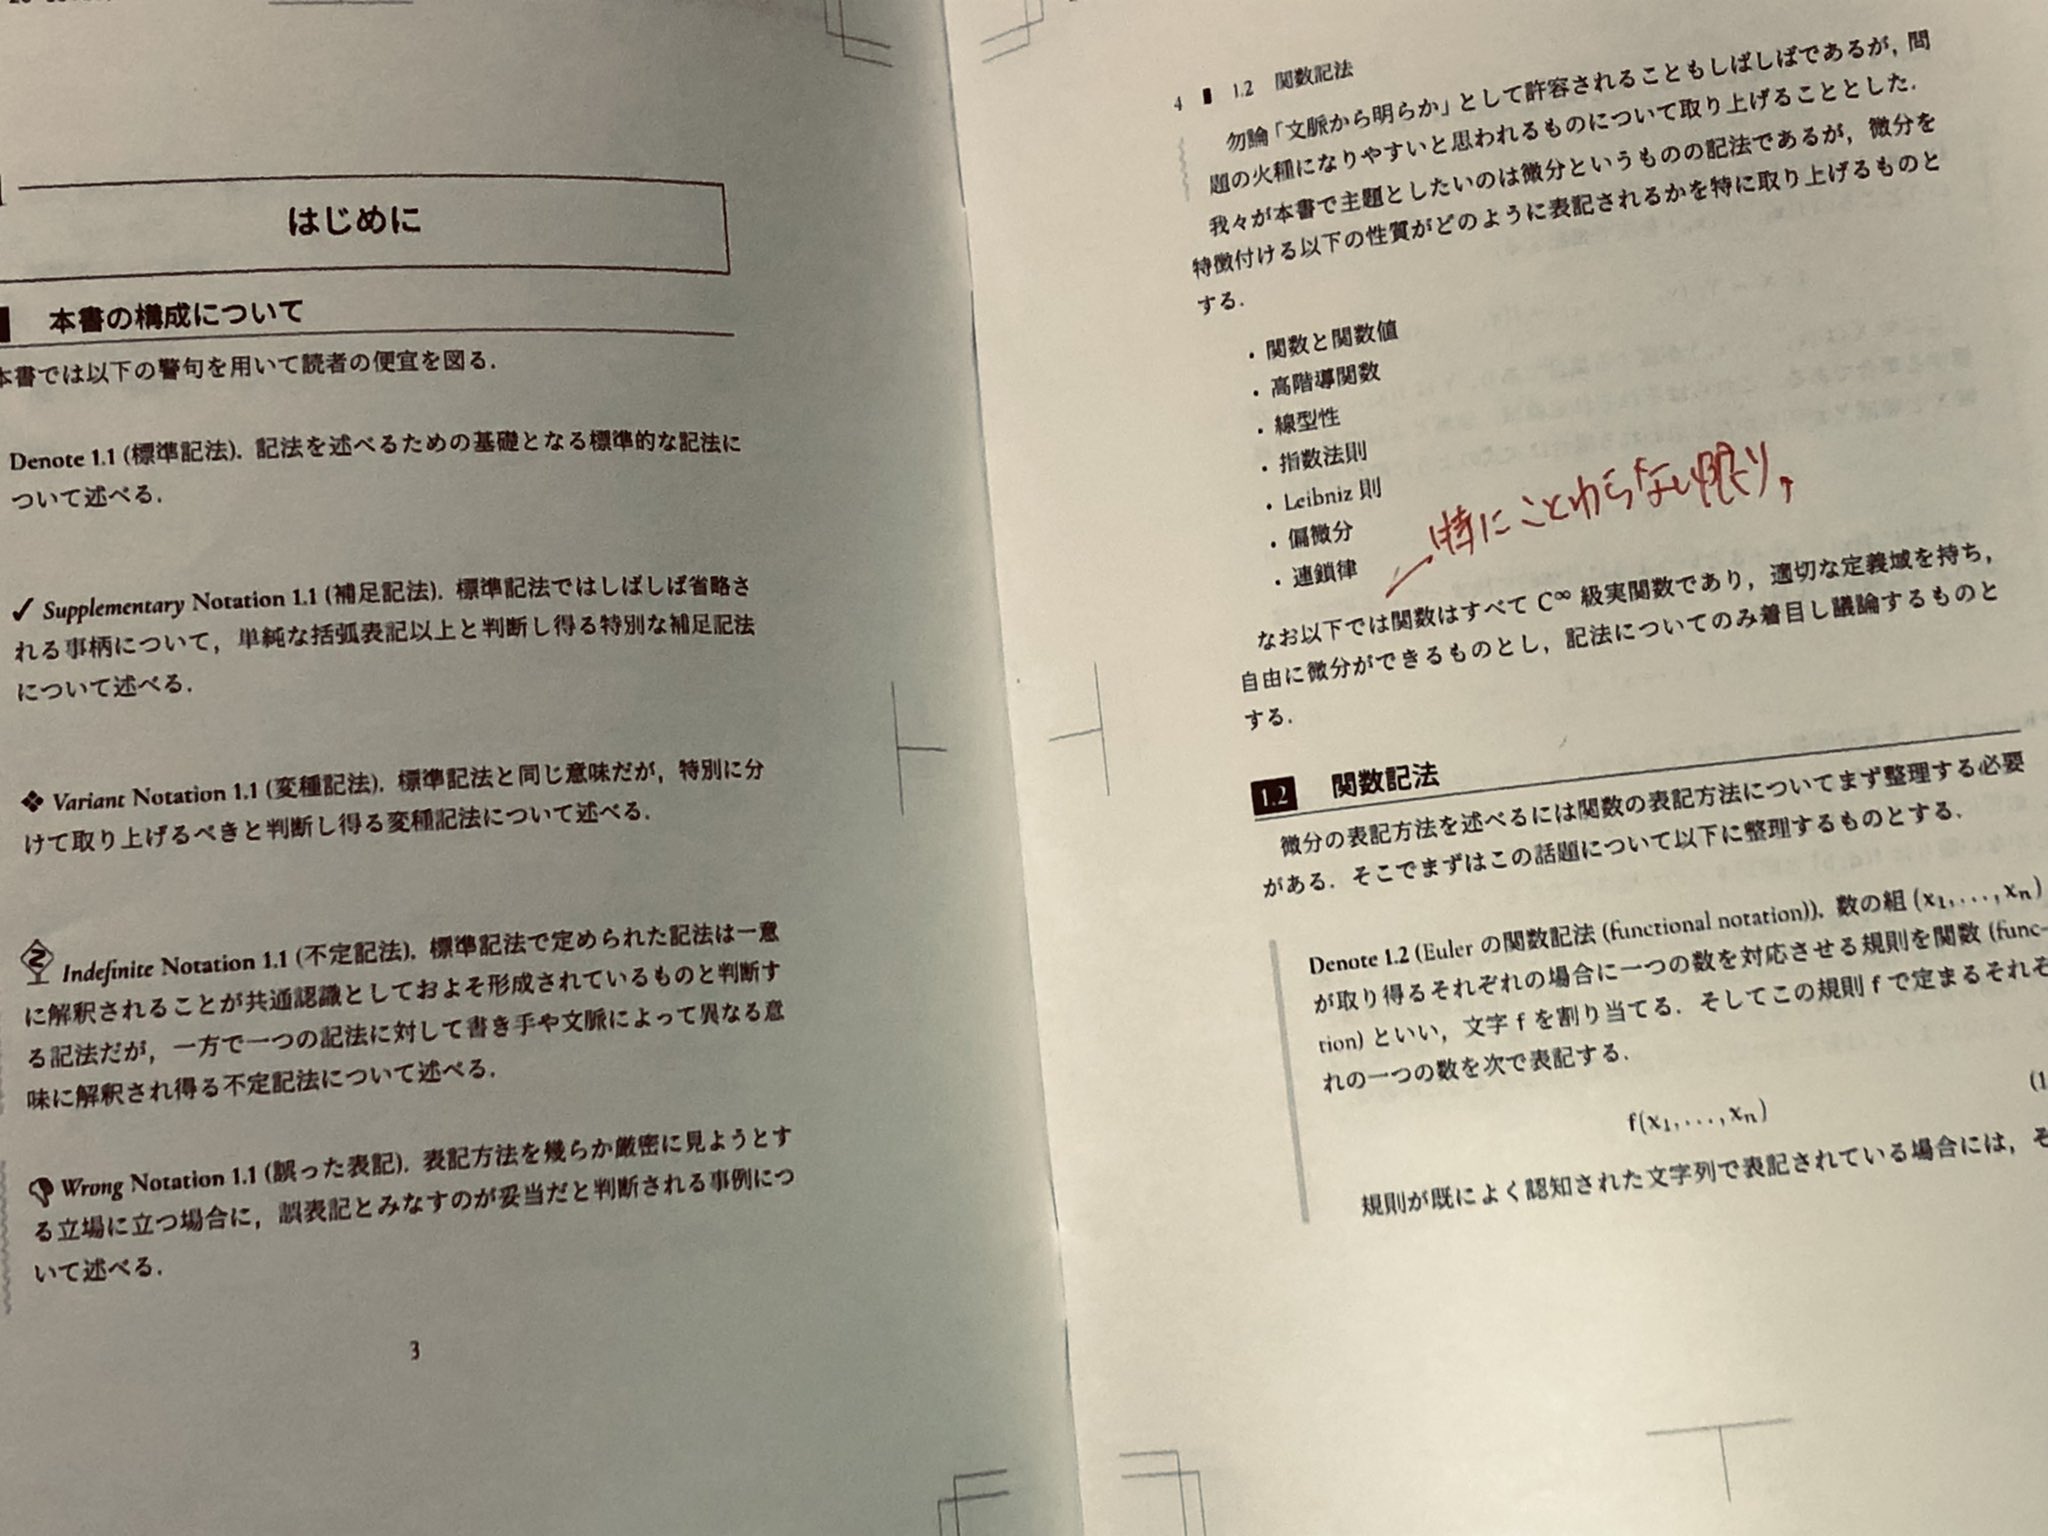 はじめに
本書の構成について
本書では以下の警句を用いて読者の便宜を図る．
Denote 1.1 (標準記法)．記法を述べるための基礎となる標準的な記法に
ついて述べる．
✓ Supplementary Notation 1.1 (補足記法)．標準記法ではしばしば省略さ
れる事柄について，単純な括弧表記以上と判断し得る特別な補足記法
について述べる．
❖ Variant Notation 1.1 (変種記法)．標準記法と同じ意味だが，特別に分
けて取り上げるべきと判断し得る変種記法について述べる．
Indefinite Notation 1.1 (不定記法)．標準記法で定められた記法は一意
に解釈されることが共通認識としておよそ形成されているものと判断す
る記法だが，一方で一つの記法に対して書き手や文脈によって異なる意
味に解釈され得る不定記法について述べる．
Wrong Notation 1.1 (誤った表記)．表記方法を幾らか厳密に見ようとす
る立場に立つ場合に，誤表記とみなすのが妥当だと判断される事例につ
いて述べる．
3
4 ▮ 1.2 関数記法
勿論「文脈から明らか」として許容されることもしばしばであるが，問
題の火種になりやすいと思われるものについて取り上げることとした．
我々が本書で主題としたいのは微分というものの記法であるが，微分を
特徴付ける以下の性質がどのように表記されるかを特に取り上げるものと
する．
・関数と関数値
・高階導関数
・線型性
・指数法則
・Leibniz 則
・偏微分
・連鎖律
特にことわらない限り，
なお以下では関数はすべて C∞ 級実関数であり，適切な定義域を持ち，
自由に微分ができるものとし，記法についてのみ着目し議論するものと
する．
1.2 関数記法
微分の表記方法を述べるには関数の表記方法についてまず整理する必要
がある．そこでまずはこの話題について以下に整理するものとする．
Denote 1.2 (Euler の関数記法 (functional notation))．数の組 (x₁, . . . , xₙ)
が取り得るそれぞれの場合に一つの数を対応させる規則を関数 (func-
tion) といい，文字 f を割り当てる．そしてこの規則 f で定まるそれぞ
れの一つの数を次で表記する．
f(x₁, . . . , xₙ)
(1
規則が既によく認知された文字列で表記されている場合には，そ